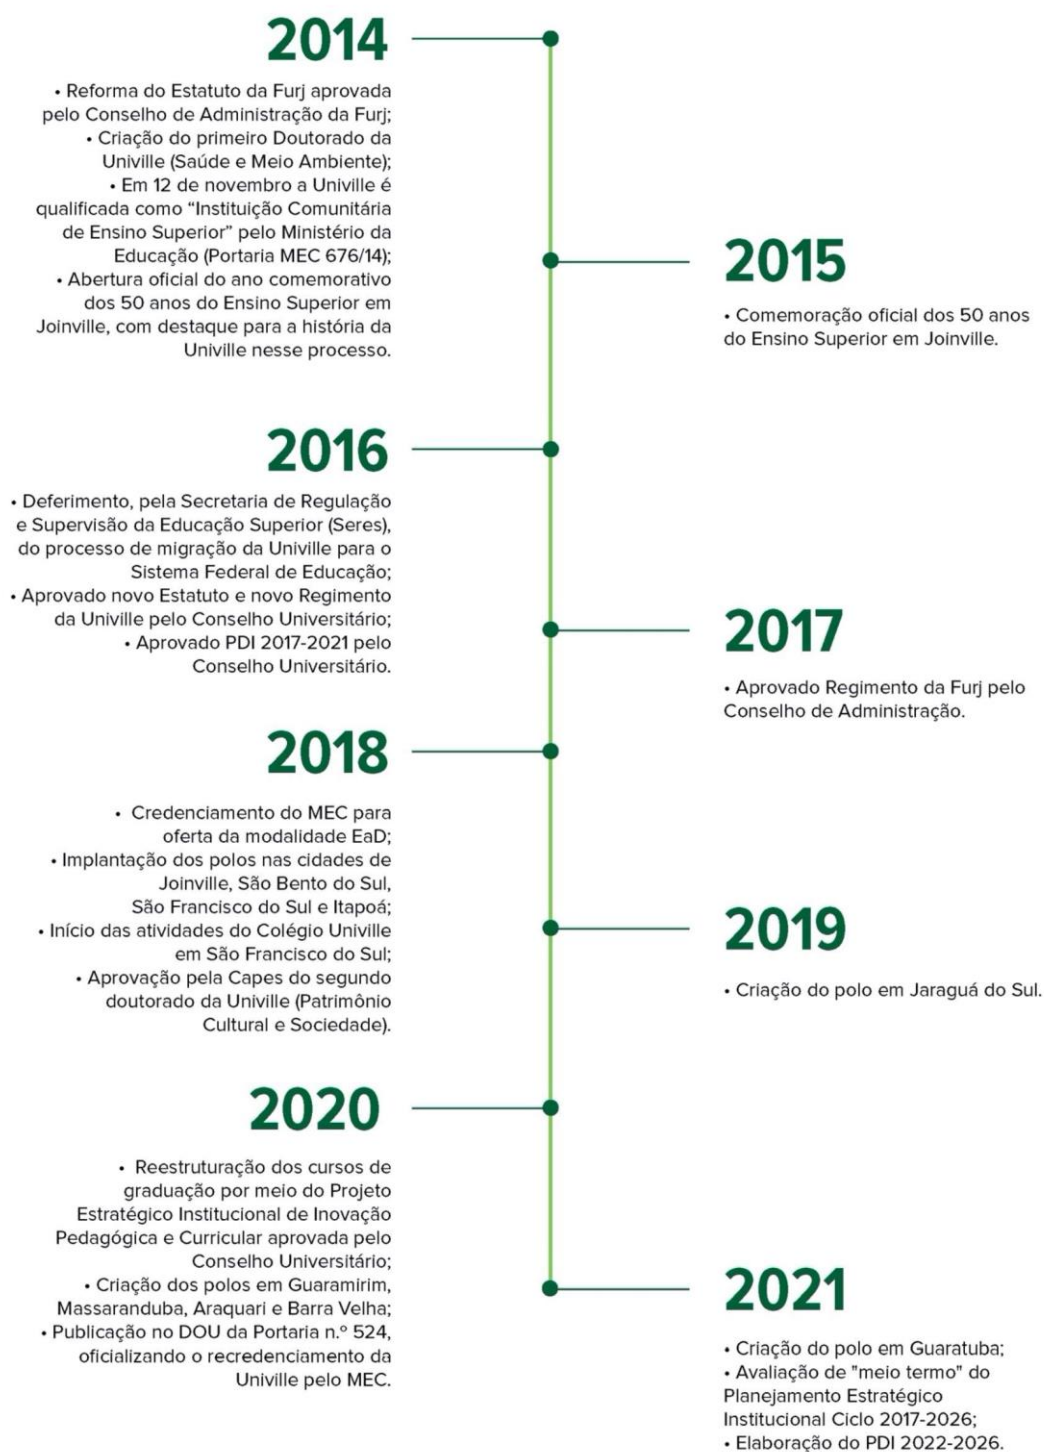 2014
• Reforma do Estatuto da Furj aprovada
pelo Conselho de Administração da Furj;
• Criação do primeiro Doutorado da
Univille (Saúde e Meio Ambiente);
• Em 12 de novembro a Univille é
qualificada como “Instituição Comunitária
de Ensino Superior” pelo Ministério da
Educação (Portaria MEC 676/14);
• Abertura oficial do ano comemorativo
dos 50 anos do Ensino Superior em
Joinville, com destaque para a história da
Univille nesse processo.
2015
• Comemoração oficial dos 50 anos
do Ensino Superior em Joinville.
2016
• Deferimento, pela Secretaria de Regulação
e Supervisão da Educação Superior (Seres),
do processo de migração da Univille para o
Sistema Federal de Educação;
• Aprovado novo Estatuto e novo Regimento
da Univille pelo Conselho Universitário;
• Aprovado PDI 2017-2021 pelo
Conselho Universitário.
2017
• Aprovado Regimento da Furj pelo
Conselho de Administração.
2018
• Credenciamento do MEC para
oferta da modalidade EaD;
• Implantação dos polos nas cidades de
Joinville, São Bento do Sul,
São Francisco do Sul e Itapoá;
• Início das atividades do Colégio Univille
em São Francisco do Sul;
• Aprovação pela Capes do segundo
doutorado da Univille (Patrimônio
Cultural e Sociedade).
2019
• Criação do polo em Jaraguá do Sul.
2020
• Reestruturação dos cursos de
graduação por meio do Projeto
Estratégico Institucional de Inovação
Pedagógica e Curricular aprovada pelo
Conselho Universitário;
• Criação dos polos em Guaramirim,
Massaranduba, Araquari e Barra Velha;
• Publicação no DOU da Portaria n.º 524,
oficializando o recredenciamento da
Univille pelo MEC.
2021
• Criação do polo em Guaratuba;
• Avaliação de "meio termo" do
Planejamento Estratégico
Institucional Ciclo 2017-2026;
• Elaboração do PDI 2022-2026.